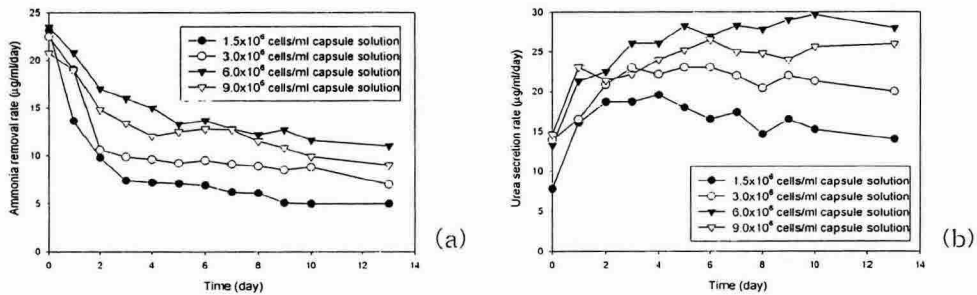 25
20
15
10
5
0
Ammonia removal rate (μg/ml/day)
1.5x10⁶ cells/ml capsule solution
3.0x10⁶ cells/ml capsule solution
6.0x10⁶ cells/ml capsule solution
9.0x10⁶ cells/ml capsule solution
0 2 4 6 8 10 12 14
Time (day)
(a)
30
25
20
15
10
5
0
Urea secretion rate (μg/ml/day)
1.5x10⁶ cells/ml capsule solution
3.0x10⁶ cells/ml capsule solution
6.0x10⁶ cells/ml capsule solution
9.0x10⁶ cells/ml capsule solution
0 2 4 6 8 10 12 14
Time (day)
(b)